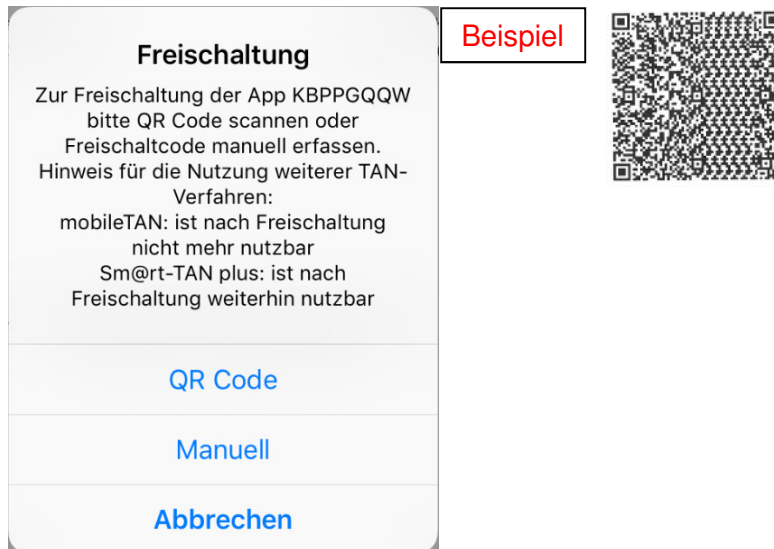 Freischaltung
Zur Freischaltung der App KBPPGQQW
bitte QR Code scannen oder
Freischaltcode manuell erfassen.
Hinweis für die Nutzung weiterer TAN-
Verfahren:
mobileTAN: ist nach Freischaltung
nicht mehr nutzbar
Sm@rt-TAN plus: ist nach
Freischaltung weiterhin nutzbar
QR Code
Manuell
Abbrechen
Beispiel